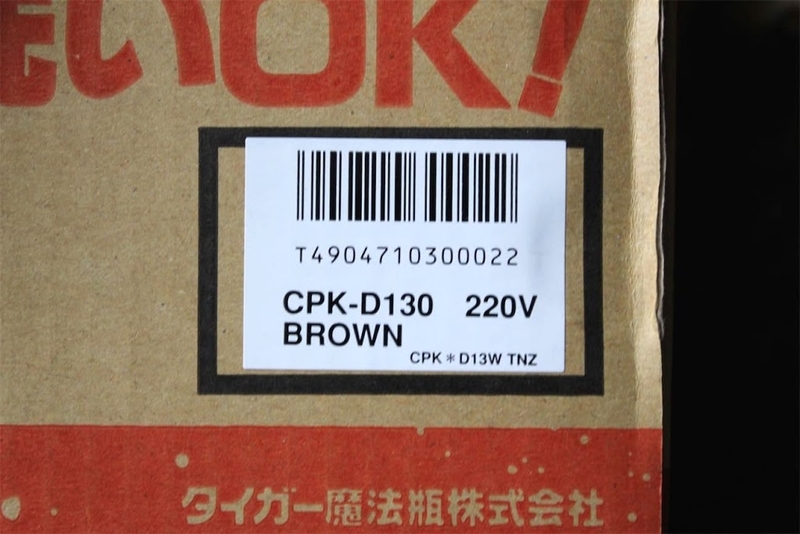 いOK!
T4904710300022
CPK-D130 220V
BROWN
CPK＊D13W TNZ
タイガー魔法瓶株式会社